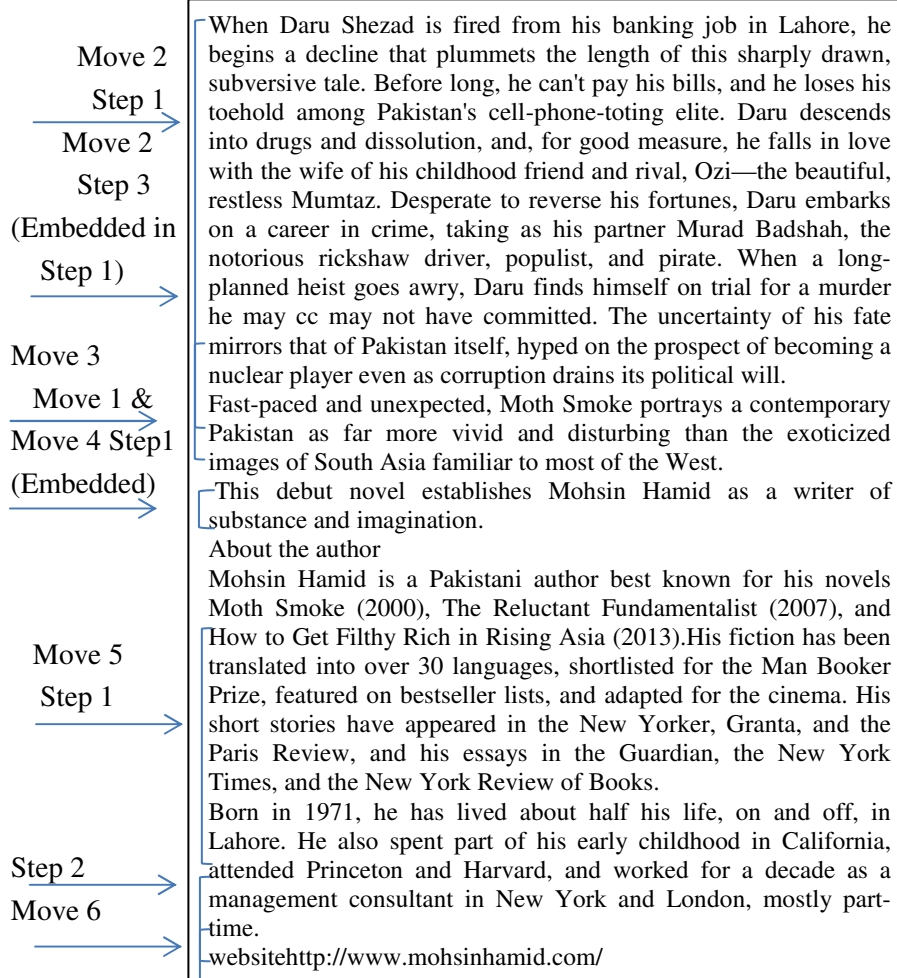 Move 2
Step 1
Move 2
Step 3
(Embedded in
Step 1)
Move 3
Move 1 &
Move 4 Step1
(Embedded)
Move 5
Step 1
Step 2
Move 6
When Daru Shezad is fired from his banking job in Lahore, he
begins a decline that plummets the length of this sharply drawn,
subversive tale. Before long, he can't pay his bills, and he loses his
toehold among Pakistan's cell-phone-toting elite. Daru descends
into drugs and dissolution, and, for good measure, he falls in love
with the wife of his childhood friend and rival, Ozi—the beautiful,
restless Mumtaz. Desperate to reverse his fortunes, Daru embarks
on a career in crime, taking as his partner Murad Badshah, the
notorious rickshaw driver, populist, and pirate. When a long-
planned heist goes awry, Daru finds himself on trial for a murder
he may cc may not have committed. The uncertainty of his fate
mirrors that of Pakistan itself, hyped on the prospect of becoming a
nuclear player even as corruption drains its political will.
Fast-paced and unexpected, Moth Smoke portrays a contemporary
Pakistan as far more vivid and disturbing than the exoticized
images of South Asia familiar to most of the West.
This debut novel establishes Mohsin Hamid as a writer of
substance and imagination.
About the author
Mohsin Hamid is a Pakistani author best known for his novels
Moth Smoke (2000), The Reluctant Fundamentalist (2007), and
How to Get Filthy Rich in Rising Asia (2013).His fiction has been
translated into over 30 languages, shortlisted for the Man Booker
Prize, featured on bestseller lists, and adapted for the cinema. His
short stories have appeared in the New Yorker, Granta, and the
Paris Review, and his essays in the Guardian, the New York
Times, and the New York Review of Books.
Born in 1971, he has lived about half his life, on and off, in
Lahore. He also spent part of his early childhood in California,
attended Princeton and Harvard, and worked for a decade as a
management consultant in New York and London, mostly part-
time.
websitehttp://www.mohsinhamid.com/